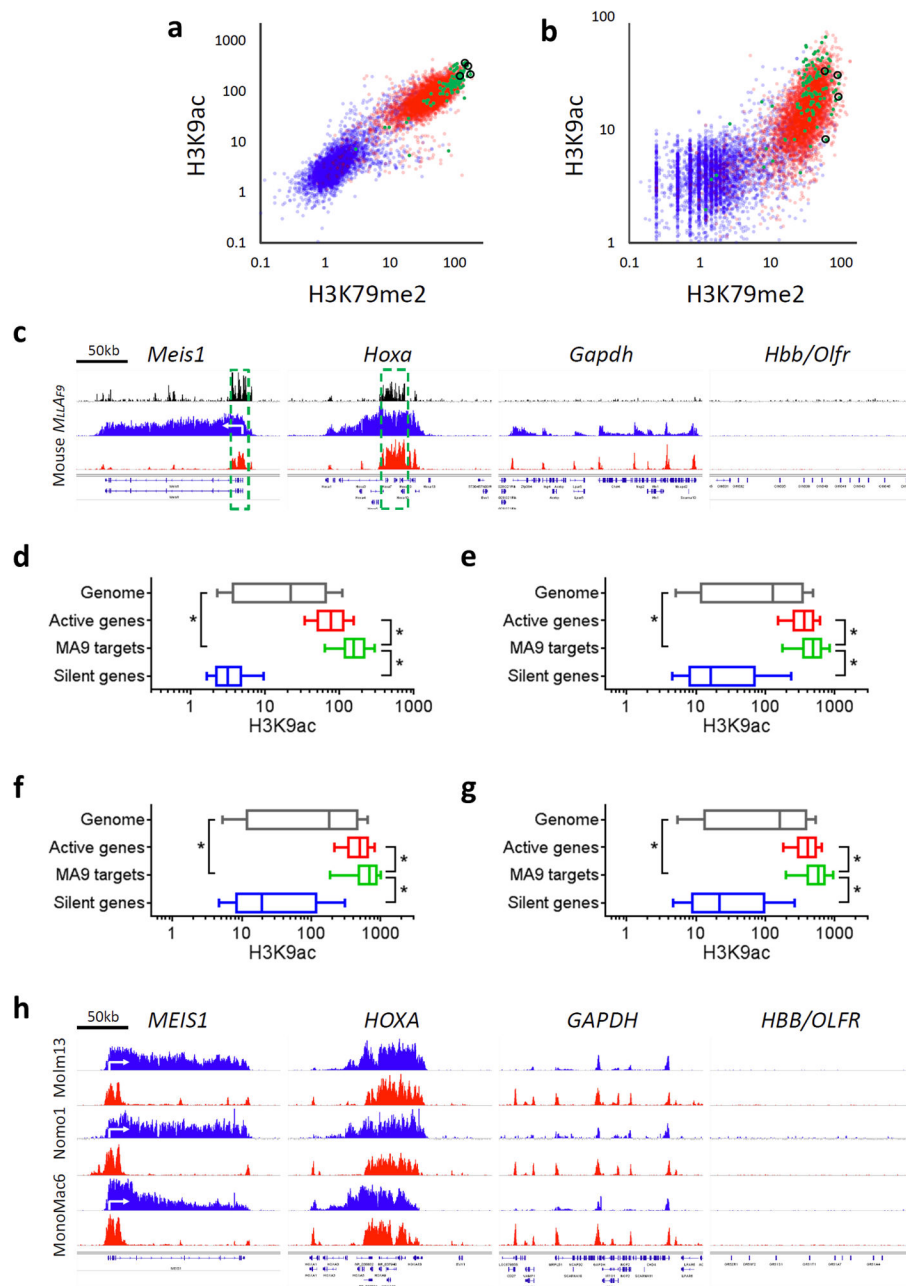 a
b
1000
100
10
1
0.1
H3K9ac
0.1 1 10 100
H3K79me2
100
10
1
H3K9ac
0.1 1 10 100
H3K79me2
c
50kb
Meis1 Hoxa Gapdh Hbb/Olfr
Mouse MLLAF9
d
Genome
Active genes
MA9 targets
Silent genes
*
*
*
1 10 100 1000
H3K9ac
e
Genome
Active genes
MA9 targets
Silent genes
*
*
*
1 10 100 1000
H3K9ac
f
Genome
Active genes
MA9 targets
Silent genes
*
*
*
1 10 100 1000
H3K9ac
g
Genome
Active genes
MA9 targets
Silent genes
*
*
*
1 10 100 1000
H3K9ac
h
50kb
MEIS1 HOXA GAPDH HBB/OLFR
Molm13
Nomo1
MonoMac6